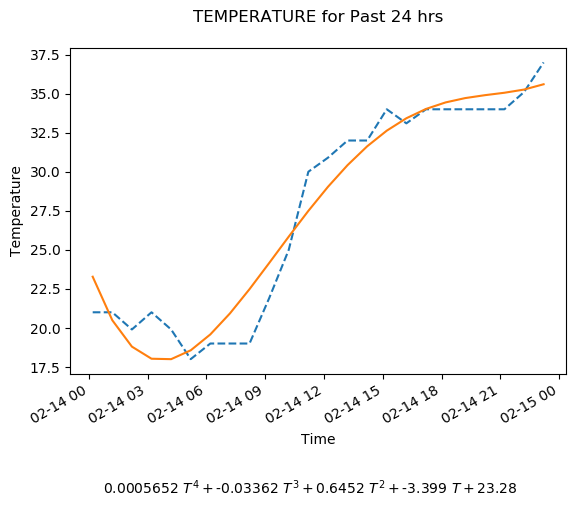 TEMPERATURE for Past 24 hrs
37.5
35.0
32.5
30.0
27.5
25.0
22.5
20.0
17.5
Temperature
02-14 00 02-14 03 02-14 06 02-14 09 02-14 12 02-14 15 02-14 18 02-14 21 02-15 00
Time
0.0005652 T⁴ + -0.03362 T³ + 0.6452 T² + -3.399 T + 23.28